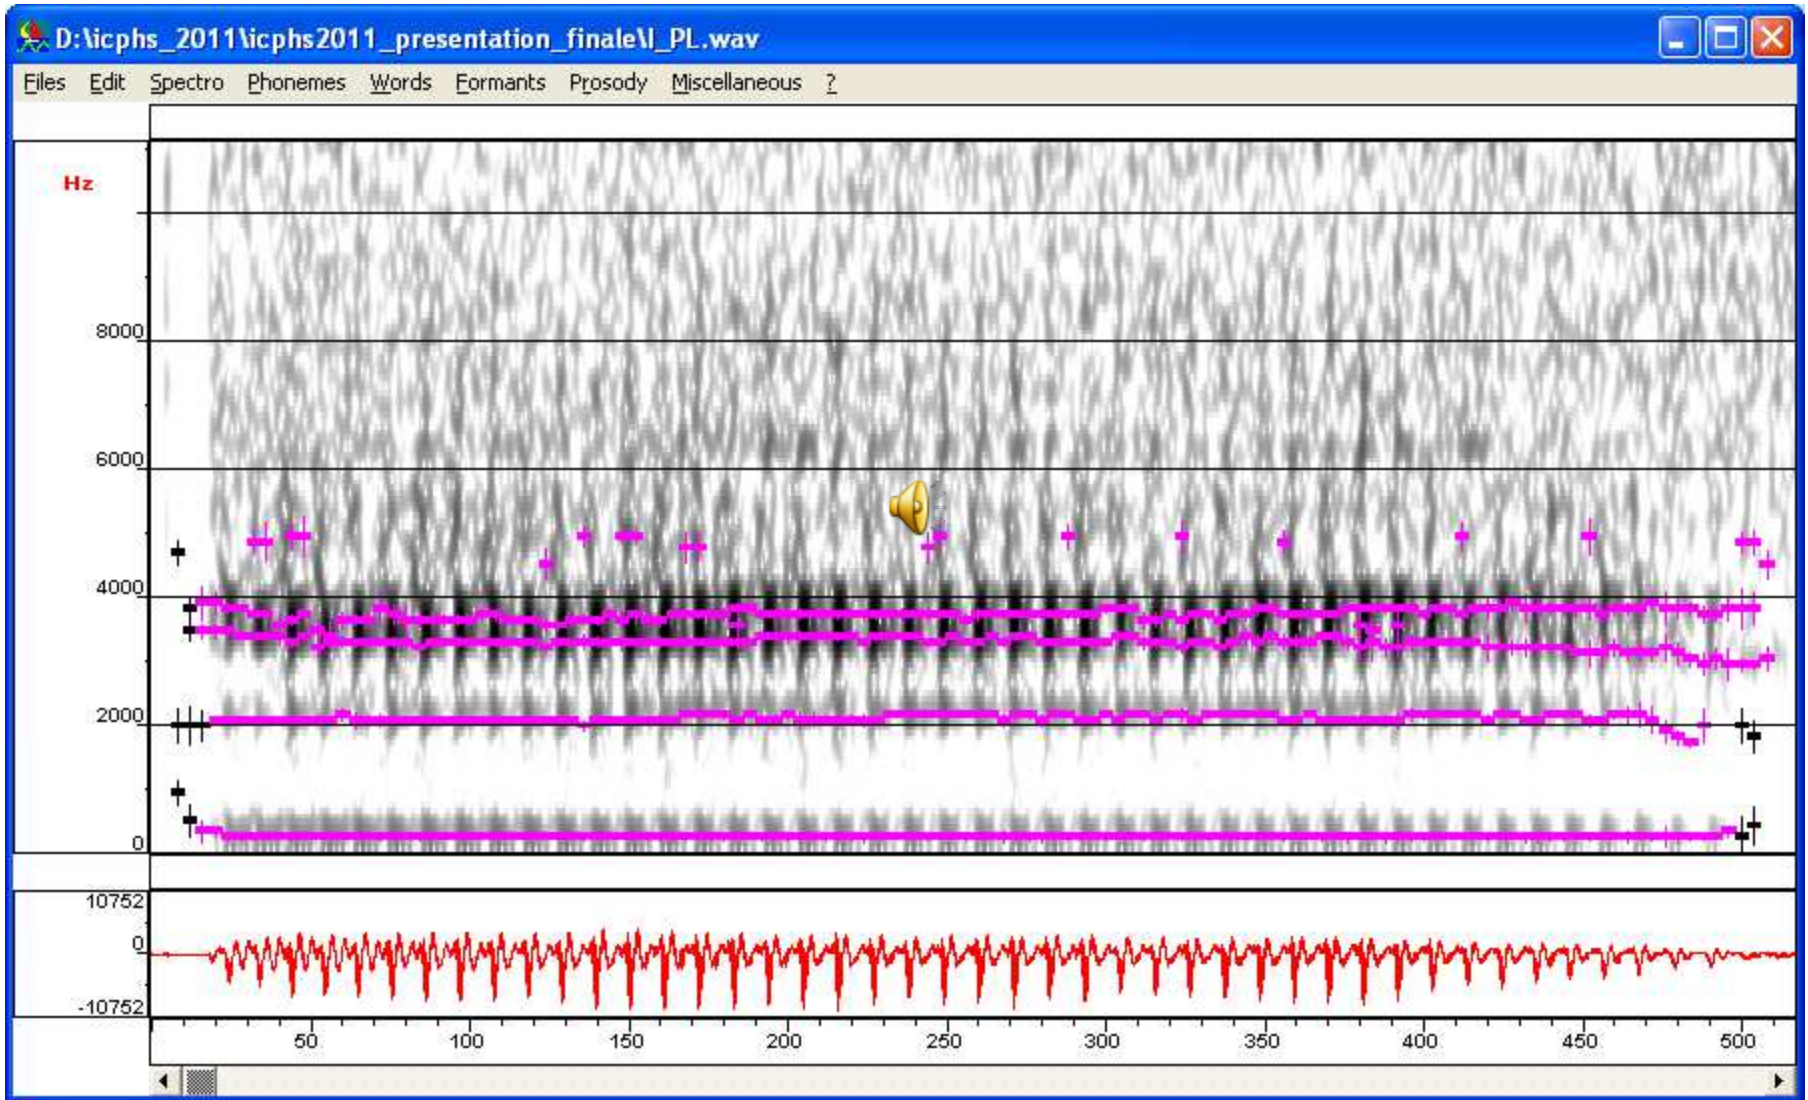 D:\icphs_2011\icphs2011_presentation_finale\I_PL.wav
Files Edit Spectro Phonemes Words Formants Prosody Miscellaneous ?
Hz
8000
6000
4000
2000
0
10752
0
-10752
50 100 150 200 250 300 350 400 450 500